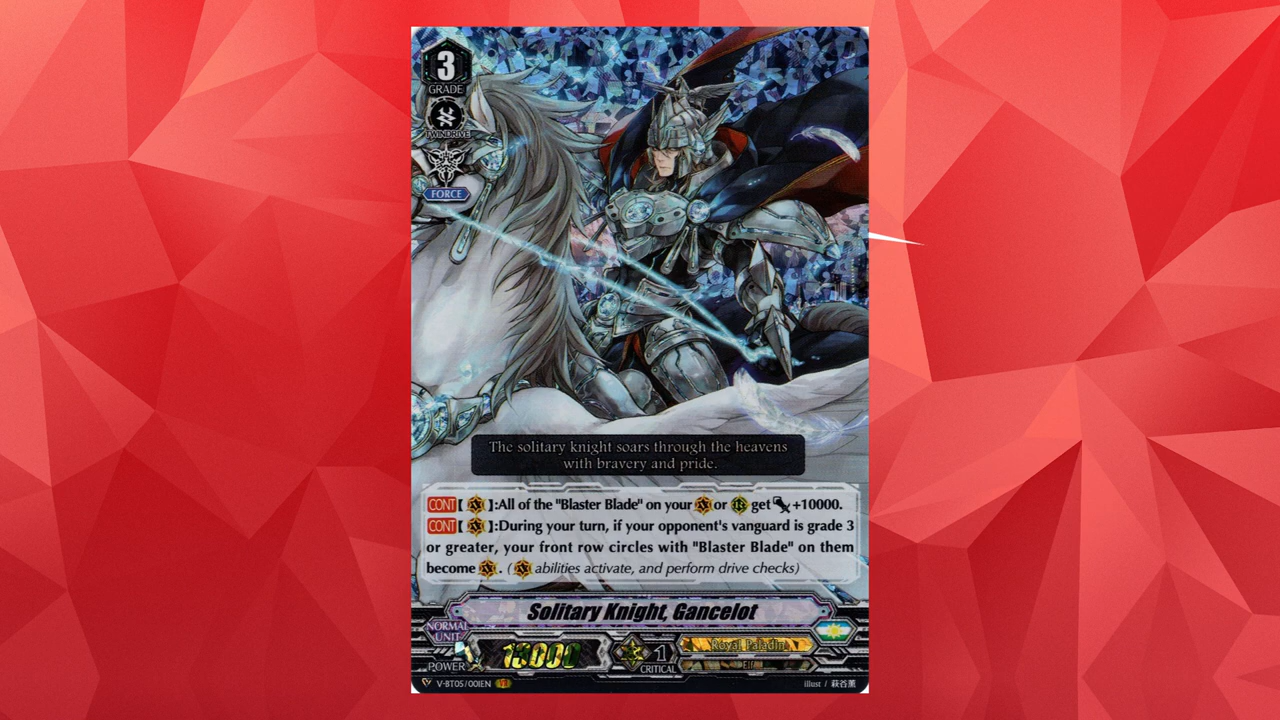 3
GRADE
TWINDRIVE
FORCE
The solitary knight soars through the heavens
with bravery and pride.
CONT【 】:All of the "Blaster Blade" on your or get +10000.
CONT【 】:During your turn, if your opponent's vanguard is grade 3
or greater, your front row circles with "Blaster Blade" on them
become . ( abilities activate, and perform drive checks)
Solitary Knight, Gancelot
NORMAL
UNIT
POWER 13000 1 CRITICAL Royal Paladin
Elf
V-BT05/001EN illust / 萩谷薫